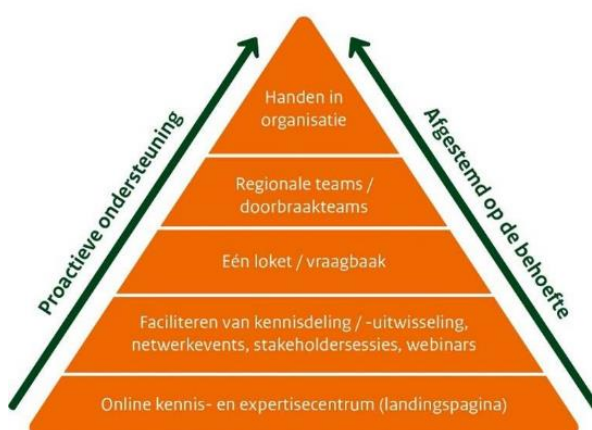 Handen in
organisatie
Regionale teams /
doorbraakteams
Eén loket / vraagbaak
Faciliteren van kennisdeling / -uitwisseling,
netwerkevents, stakeholdersessies, webinars
Online kennis- en expertisecentrum (landingspagina)
Proactieve ondersteuning
Afgestemd op de behoefte